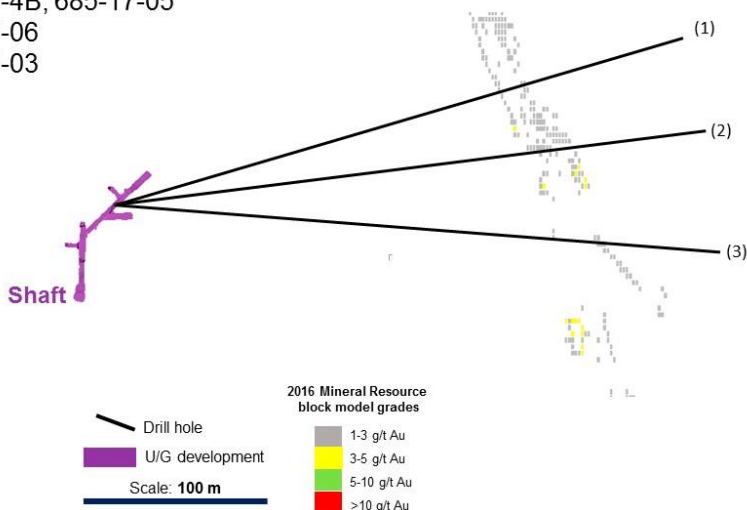 -4B, 685-17-05
-06
-03
(1)
(2)
(3)
Shaft
Drill hole
U/G development
Scale: 100 m
2016 Mineral Resource
block model grades
1-3 g/t Au
3-5 g/t Au
5-10 g/t Au
>10 g/t Au